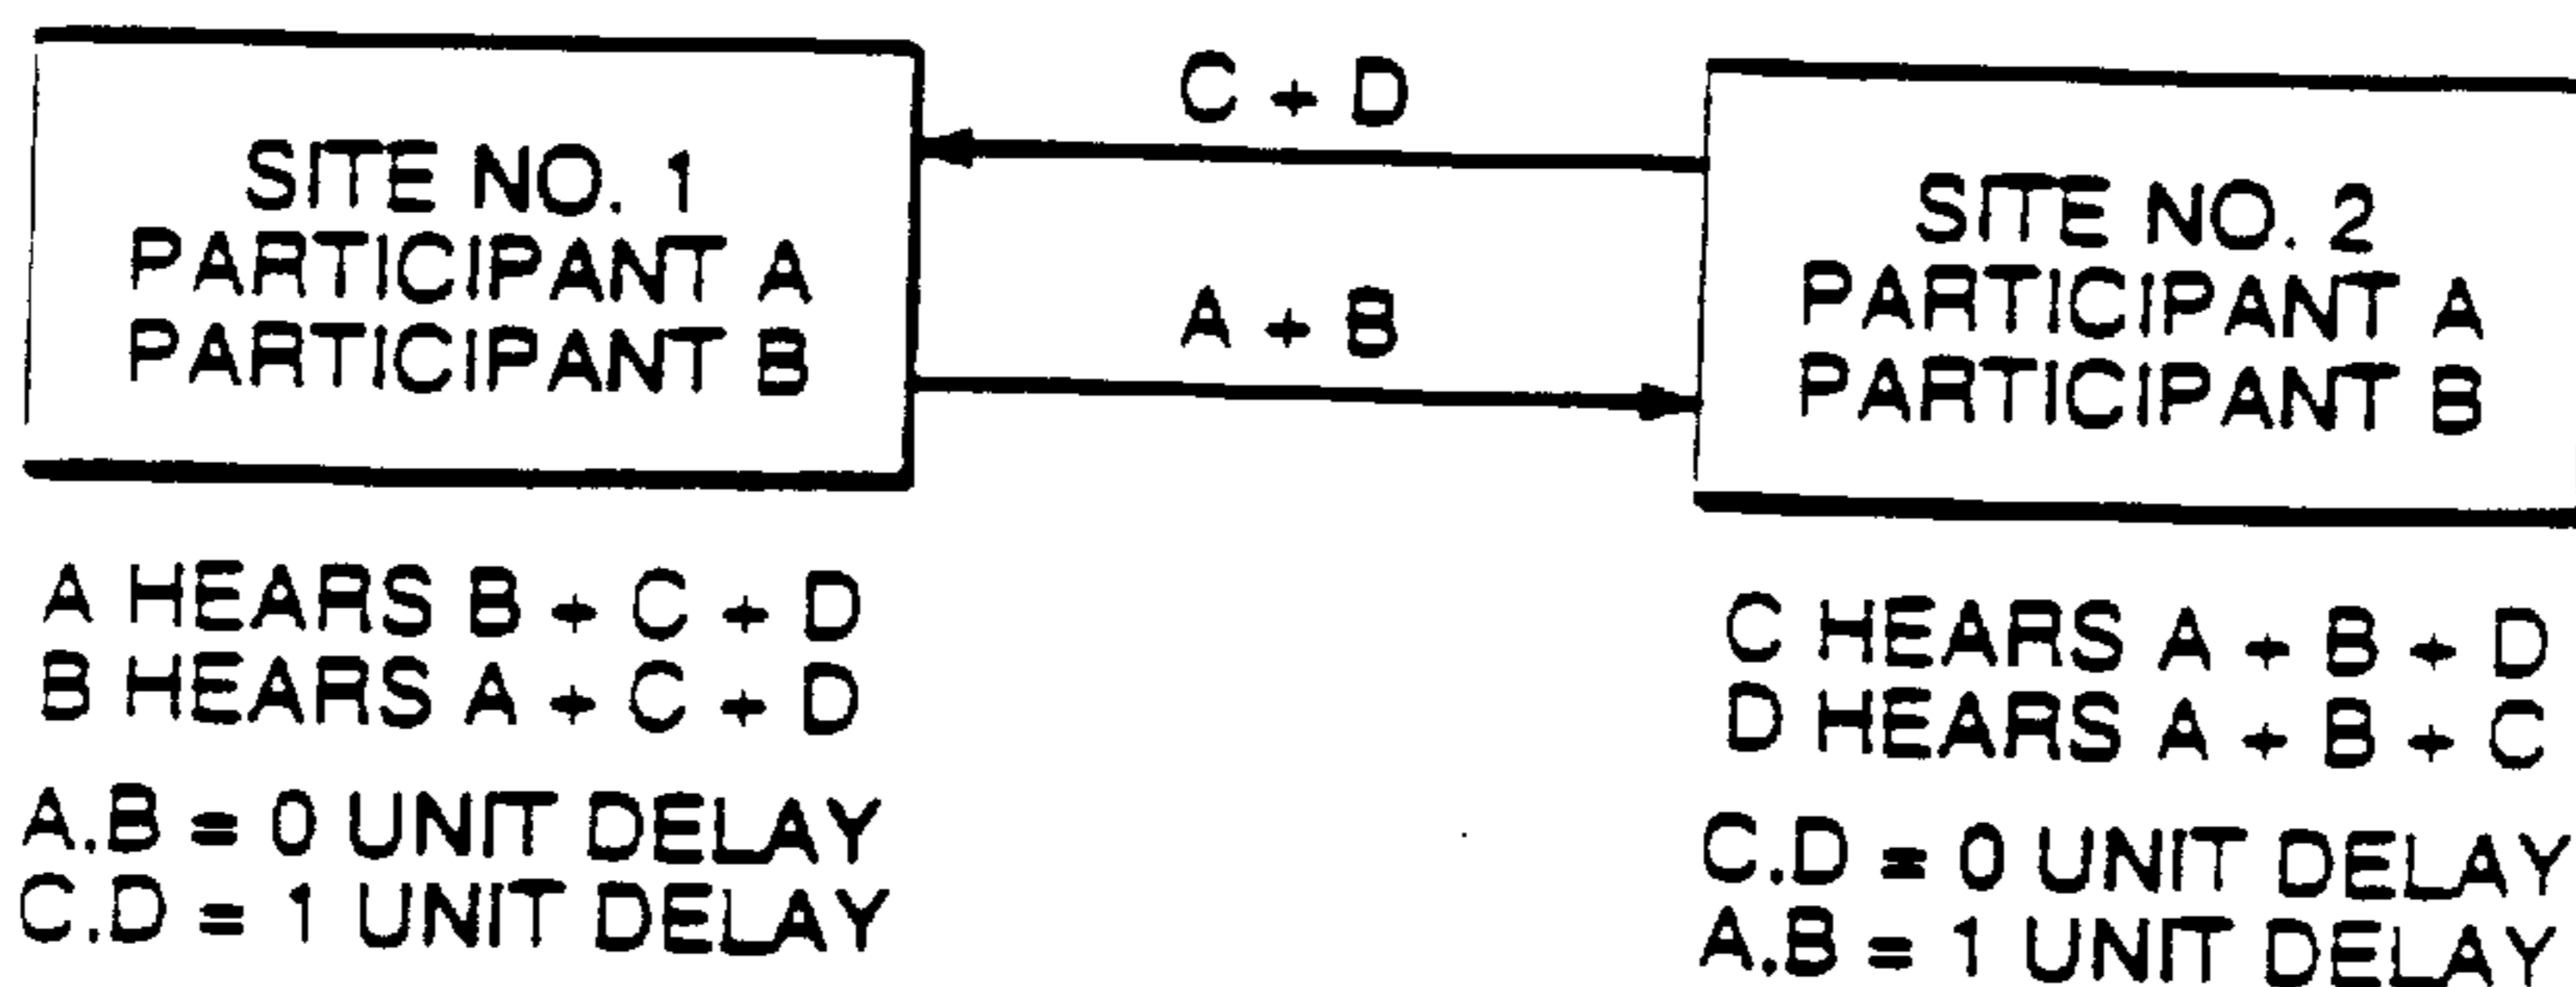 SITE NO. 1
PARTICIPANT A
PARTICIPANT B
C + D
A + B
SITE NO. 2
PARTICIPANT A
PARTICIPANT B
A HEARS B + C + D
B HEARS A + C + D
A.B = 0 UNIT DELAY
C.D = 1 UNIT DELAY
C HEARS A + B + D
D HEARS A + B + C
C.D = 0 UNIT DELAY
A.B = 1 UNIT DELAY